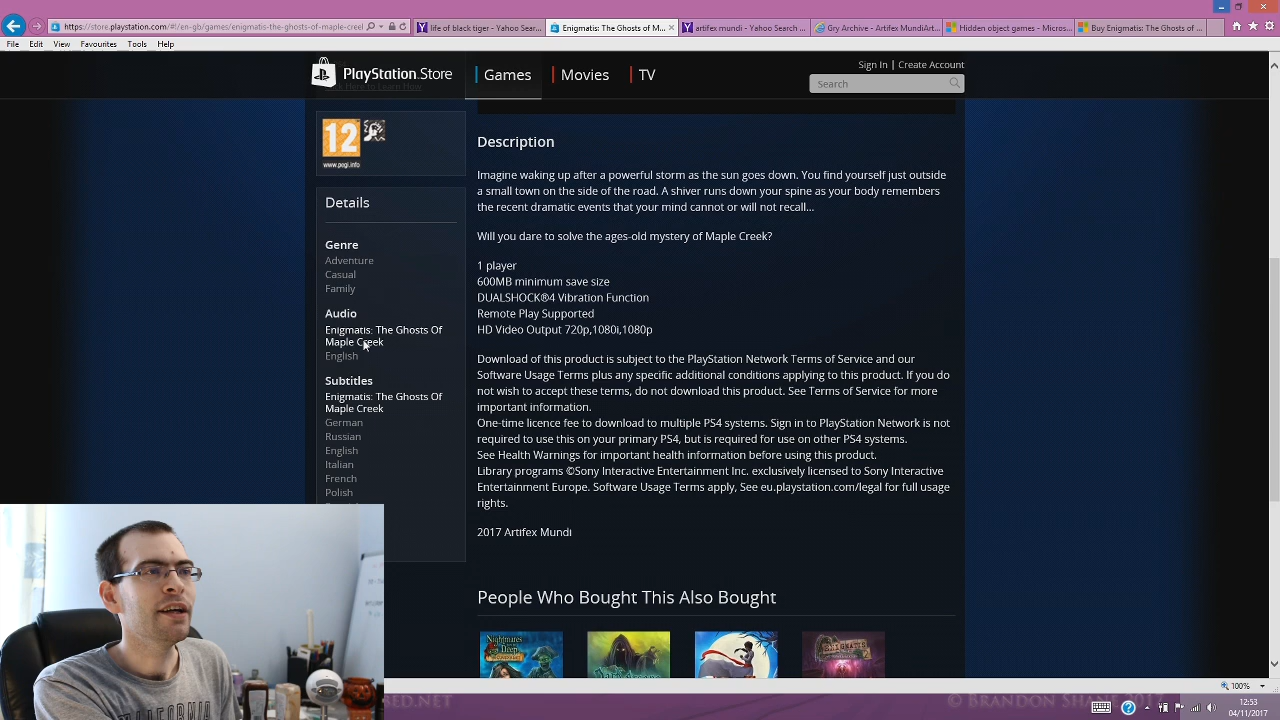 https://store.playstation.com/#!/en-gb/games/enigmatis-the-ghosts-of-maple-creek
life of black tiger - Yahoo Sear...
Enigmatis: The Ghosts of M...
artifex mundi - Yahoo Search ...
Gry Archive - Artifex MundiArt...
Hidden object games - Micros...
Buy Enigmatis: The Ghosts of ...
File Edit View Favourites Tools Help
PlayStation Store
Games
Movies
TV
Sign In | Create Account
Search
Click Here to Learn How
12
www.pegi.info
Details
Genre
Adventure
Casual
Family
Audio
Enigmatis: The Ghosts Of
Maple Creek
English
Subtitles
Enigmatis: The Ghosts Of
Maple Creek
German
Russian
English
Italian
French
Polish
Description
Imagine waking up after a powerful storm as the sun goes down. You find yourself just outside
a small town on the side of the road. A shiver runs down your spine as your body remembers
the recent dramatic events that your mind cannot or will not recall...
Will you dare to solve the ages-old mystery of Maple Creek?
1 player
600MB minimum save size
DUALSHOCK®4 Vibration Function
Remote Play Supported
HD Video Output 720p,1080i,1080p
Download of this product is subject to the PlayStation Network Terms of Service and our
Software Usage Terms plus any specific additional conditions applying to this product. If you do
not wish to accept these terms, do not download this product. See Terms of Service for more
important information.
One-time licence fee to download to multiple PS4 systems. Sign in to PlayStation Network is not
required to use this on your primary PS4, but is required for use on other PS4 systems.
See Health Warnings for important health information before using this product.
Library programs ©Sony Interactive Entertainment Inc. exclusively licensed to Sony Interactive
Entertainment Europe. Software Usage Terms apply, See eu.playstation.com/legal for full usage
rights.
2017 Artifex Mundi
People Who Bought This Also Bought
Nightmares
from the
Deep
ENIGMATIS
CALIFORNIA
100%
.NET
© Brandon Shane 2017
12:53
04/11/2017